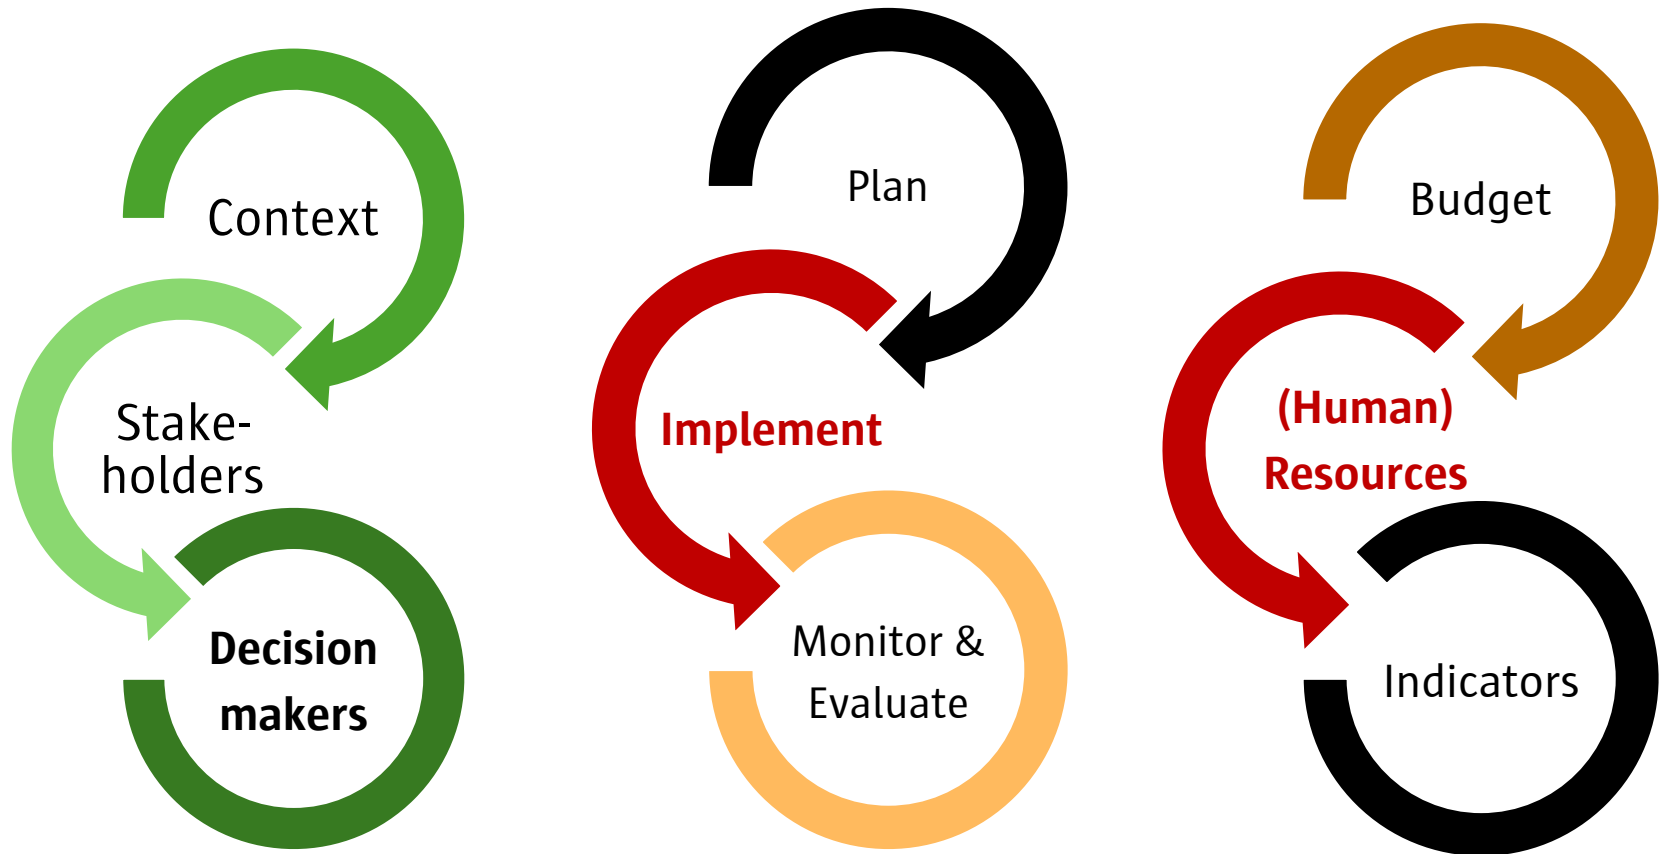 Context
Stake-
holders
Decision
makers
Plan
Implement
Monitor &
Evaluate
Budget
(Human)
Resources
Indicators